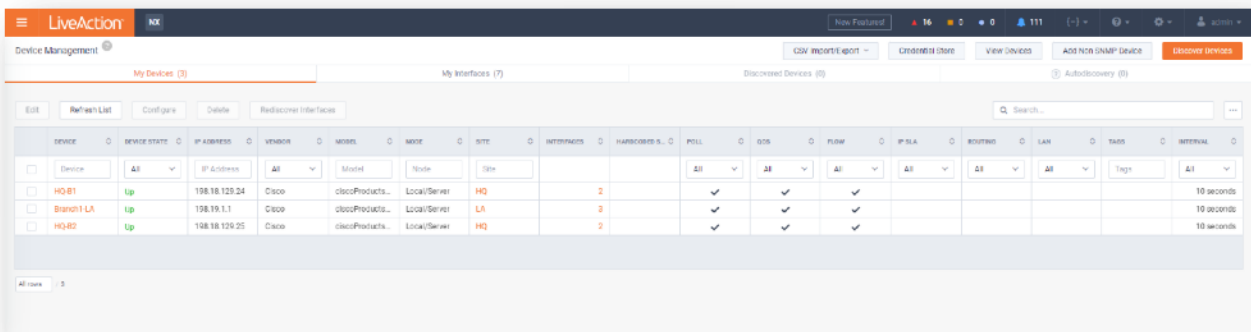 LiveAction NX New Features! 16 0 0 111 admin
Device Management CSV Import/Export Credential Store View Devices Add Non SNMP Device Discover Devices
My Devices (3) My Interfaces (7) Discovered Devices (0) Autodiscovery (0)
Edit Refresh List Configure Delete Rediscover Interfaces Search... ...
DEVICE DEVICE STATE IP ADDRESS VENDOR MODEL NODE SITE INTERFACES HARDCODED S... POLL QOS FLOW IP SLA ROUTING LAN TAGS INTERVAL
Device All IP Address All Model Node Site All All All All All All Tags All
HQ-B1 Up 198.18.129.24 Cisco ciscoProducts... Local/Server HQ 2 ✓ ✓ ✓ 10 seconds
Branch1-LA Up 198.19.1.1 Cisco ciscoProducts... Local/Server LA 3 ✓ ✓ ✓ 10 seconds
HQ-B2 Up 198.18.129.25 Cisco ciscoProducts... Local/Server HQ 2 ✓ ✓ ✓ 10 seconds
All rows / 3